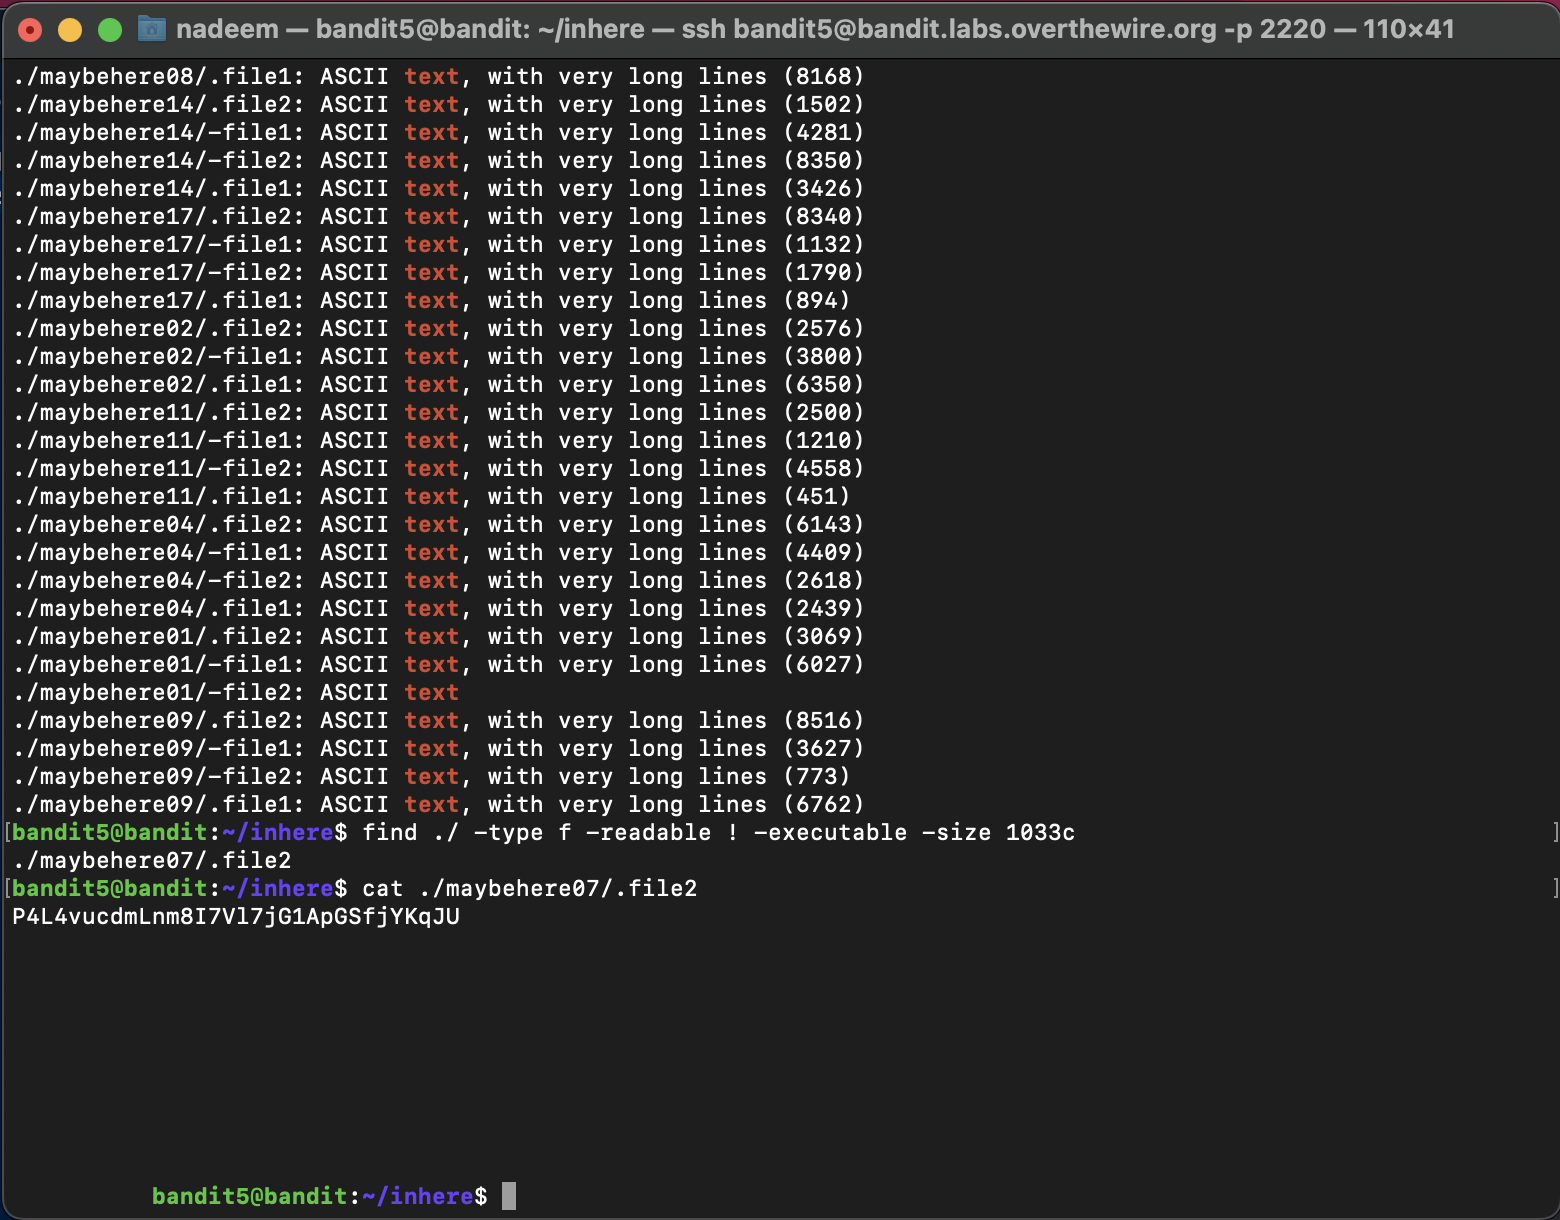 nadeem — bandit5@bandit: ~/inhere — ssh bandit5@bandit.labs.overthewire.org -p 2220 — 110×41
./maybehere08/.file1: ASCII text, with very long lines (8168)
./maybehere14/.file2: ASCII text, with very long lines (1502)
./maybehere14/-file1: ASCII text, with very long lines (4281)
./maybehere14/-file2: ASCII text, with very long lines (8350)
./maybehere14/.file1: ASCII text, with very long lines (3426)
./maybehere17/.file2: ASCII text, with very long lines (8340)
./maybehere17/-file1: ASCII text, with very long lines (1132)
./maybehere17/-file2: ASCII text, with very long lines (1790)
./maybehere17/.file1: ASCII text, with very long lines (894)
./maybehere02/.file2: ASCII text, with very long lines (2576)
./maybehere02/-file1: ASCII text, with very long lines (3800)
./maybehere02/.file1: ASCII text, with very long lines (6350)
./maybehere11/.file2: ASCII text, with very long lines (2500)
./maybehere11/-file1: ASCII text, with very long lines (1210)
./maybehere11/-file2: ASCII text, with very long lines (4558)
./maybehere11/.file1: ASCII text, with very long lines (451)
./maybehere04/.file2: ASCII text, with very long lines (6143)
./maybehere04/-file1: ASCII text, with very long lines (4409)
./maybehere04/-file2: ASCII text, with very long lines (2618)
./maybehere04/.file1: ASCII text, with very long lines (2439)
./maybehere01/.file2: ASCII text, with very long lines (3069)
./maybehere01/-file1: ASCII text, with very long lines (6027)
./maybehere01/-file2: ASCII text
./maybehere09/.file2: ASCII text, with very long lines (8516)
./maybehere09/-file1: ASCII text, with very long lines (3627)
./maybehere09/-file2: ASCII text, with very long lines (773)
./maybehere09/.file1: ASCII text, with very long lines (6762)
[bandit5@bandit:~/inhere$ find ./ -type f -readable ! -executable -size 1033c ]
./maybehere07/.file2
[bandit5@bandit:~/inhere$ cat ./maybehere07/.file2 ]
P4L4vucdmLnm8I7Vl7jG1ApGSfjYKqJU
bandit5@bandit:~/inhere$